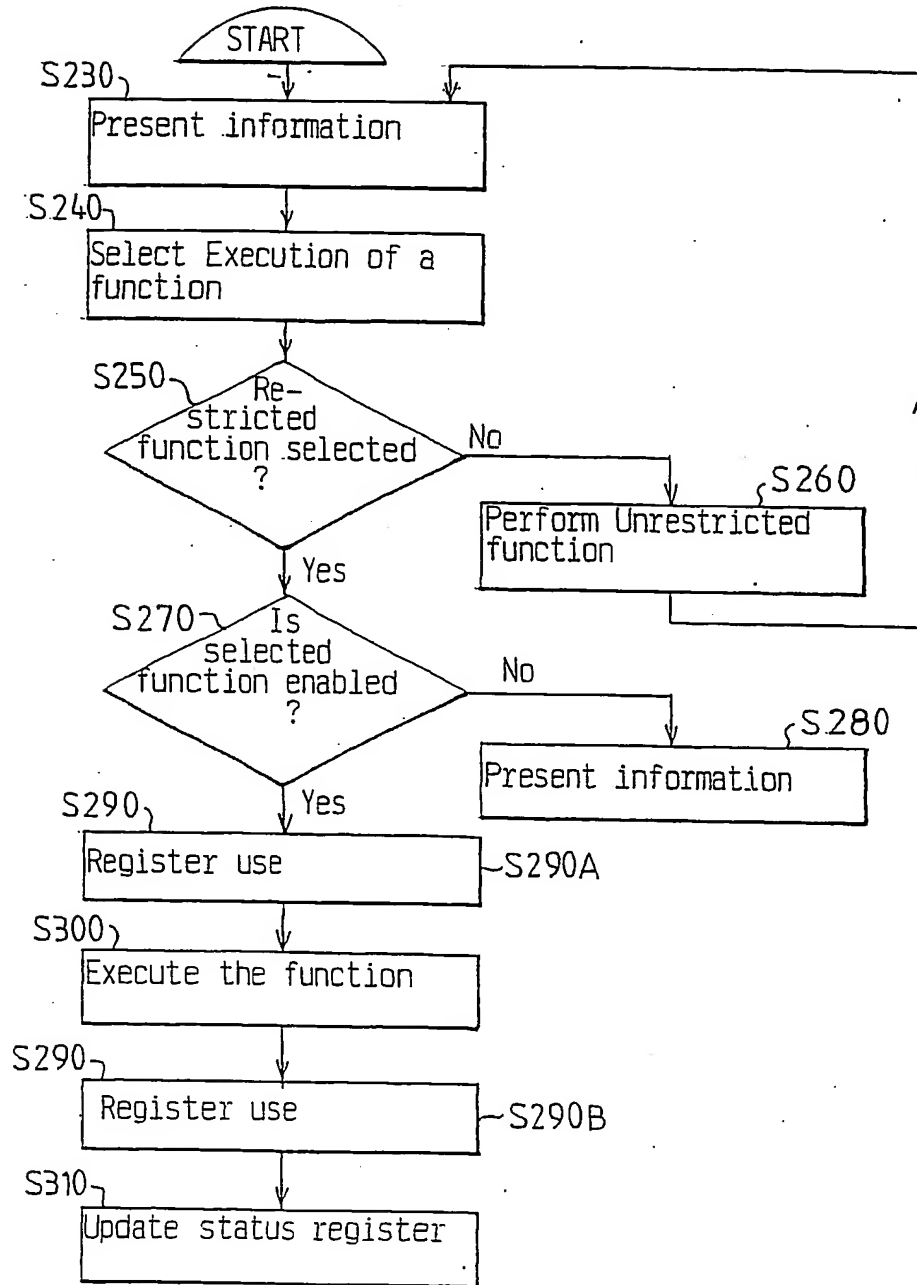 START
S230
Present information
S240
Select Execution of a
function
S250
Re-
stricted
function selected
?
No
S260
Perform Unrestricted
function
Yes
S270
Is
selected
function enabled
?
No
S280
Present information
Yes
S290
Register use
S290A
S300
Execute the function
S290
Register use
S290B
S310
Update status register